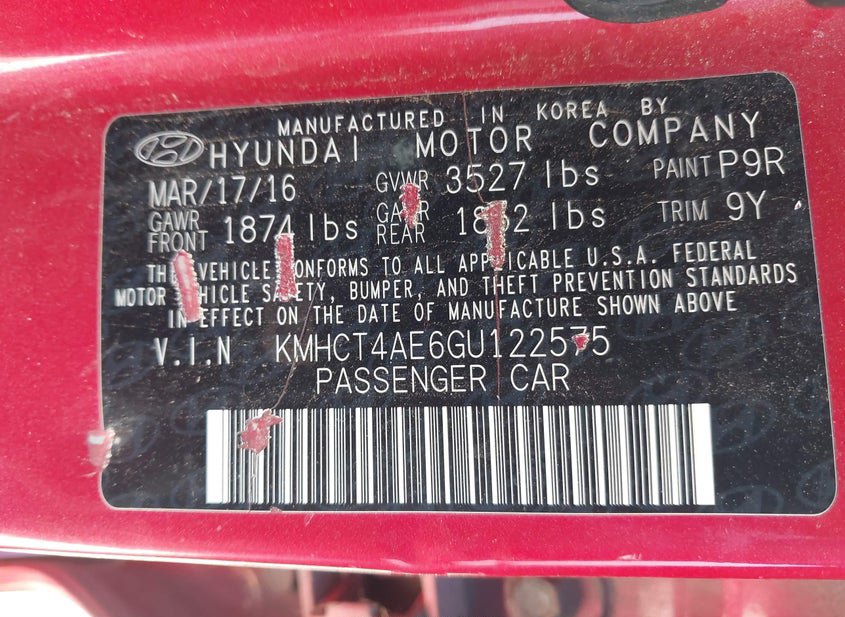 MANUFACTURED IN KOREA BY
HYUNDAI MOTOR COMPANY
MAR/17/16 GVWR 3527 lbs PAINT P9R
GAWR FRONT 1874 lbs GAWR REAR lbs TRIM 9Y
THIS VEHICLE CONFORMS TO ALL APPLICABLE U.S.A. FEDERAL
MOTOR VEHICLE SAFETY, BUMPER, AND THEFT PREVENTION STANDARDS
IN EFFECT ON THE DATE OF MANUFACTURE SHOWN ABOVE
V.I.N KMHCT4AE6GU122575
PASSENGER CAR